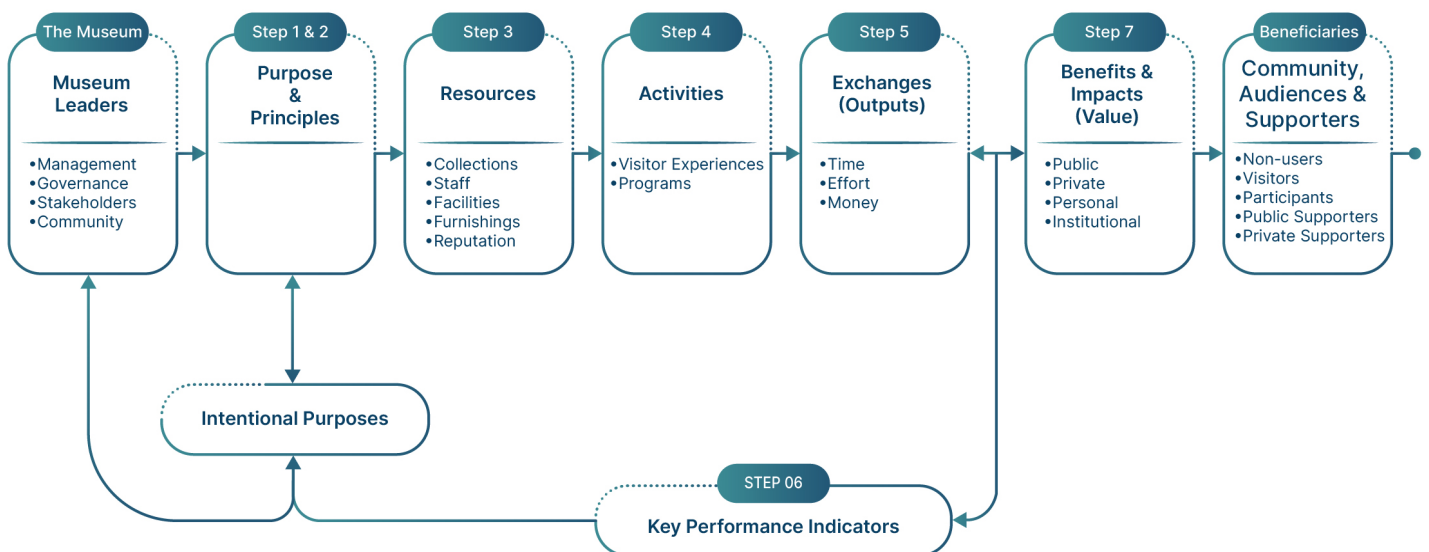 The Museum
Museum
Leaders
•Management
•Governance
•Stakeholders
•Community
Step 1 & 2
Purpose
&
Principles
Step 3
Resources
•Collections
•Staff
•Facilities
•Furnishings
•Reputation
Step 4
Activities
•Visitor Experiences
•Programs
Step 5
Exchanges
(Outputs)
•Time
•Effort
•Money
Step 7
Benefits &
Impacts
(Value)
•Public
•Private
•Personal
•Institutional
Beneficiaries
Community,
Audiences &
Supporters
•Non-users
•Visitors
•Participants
•Public Supporters
•Private Supporters
Intentional Purposes
STEP 06
Key Performance Indicators